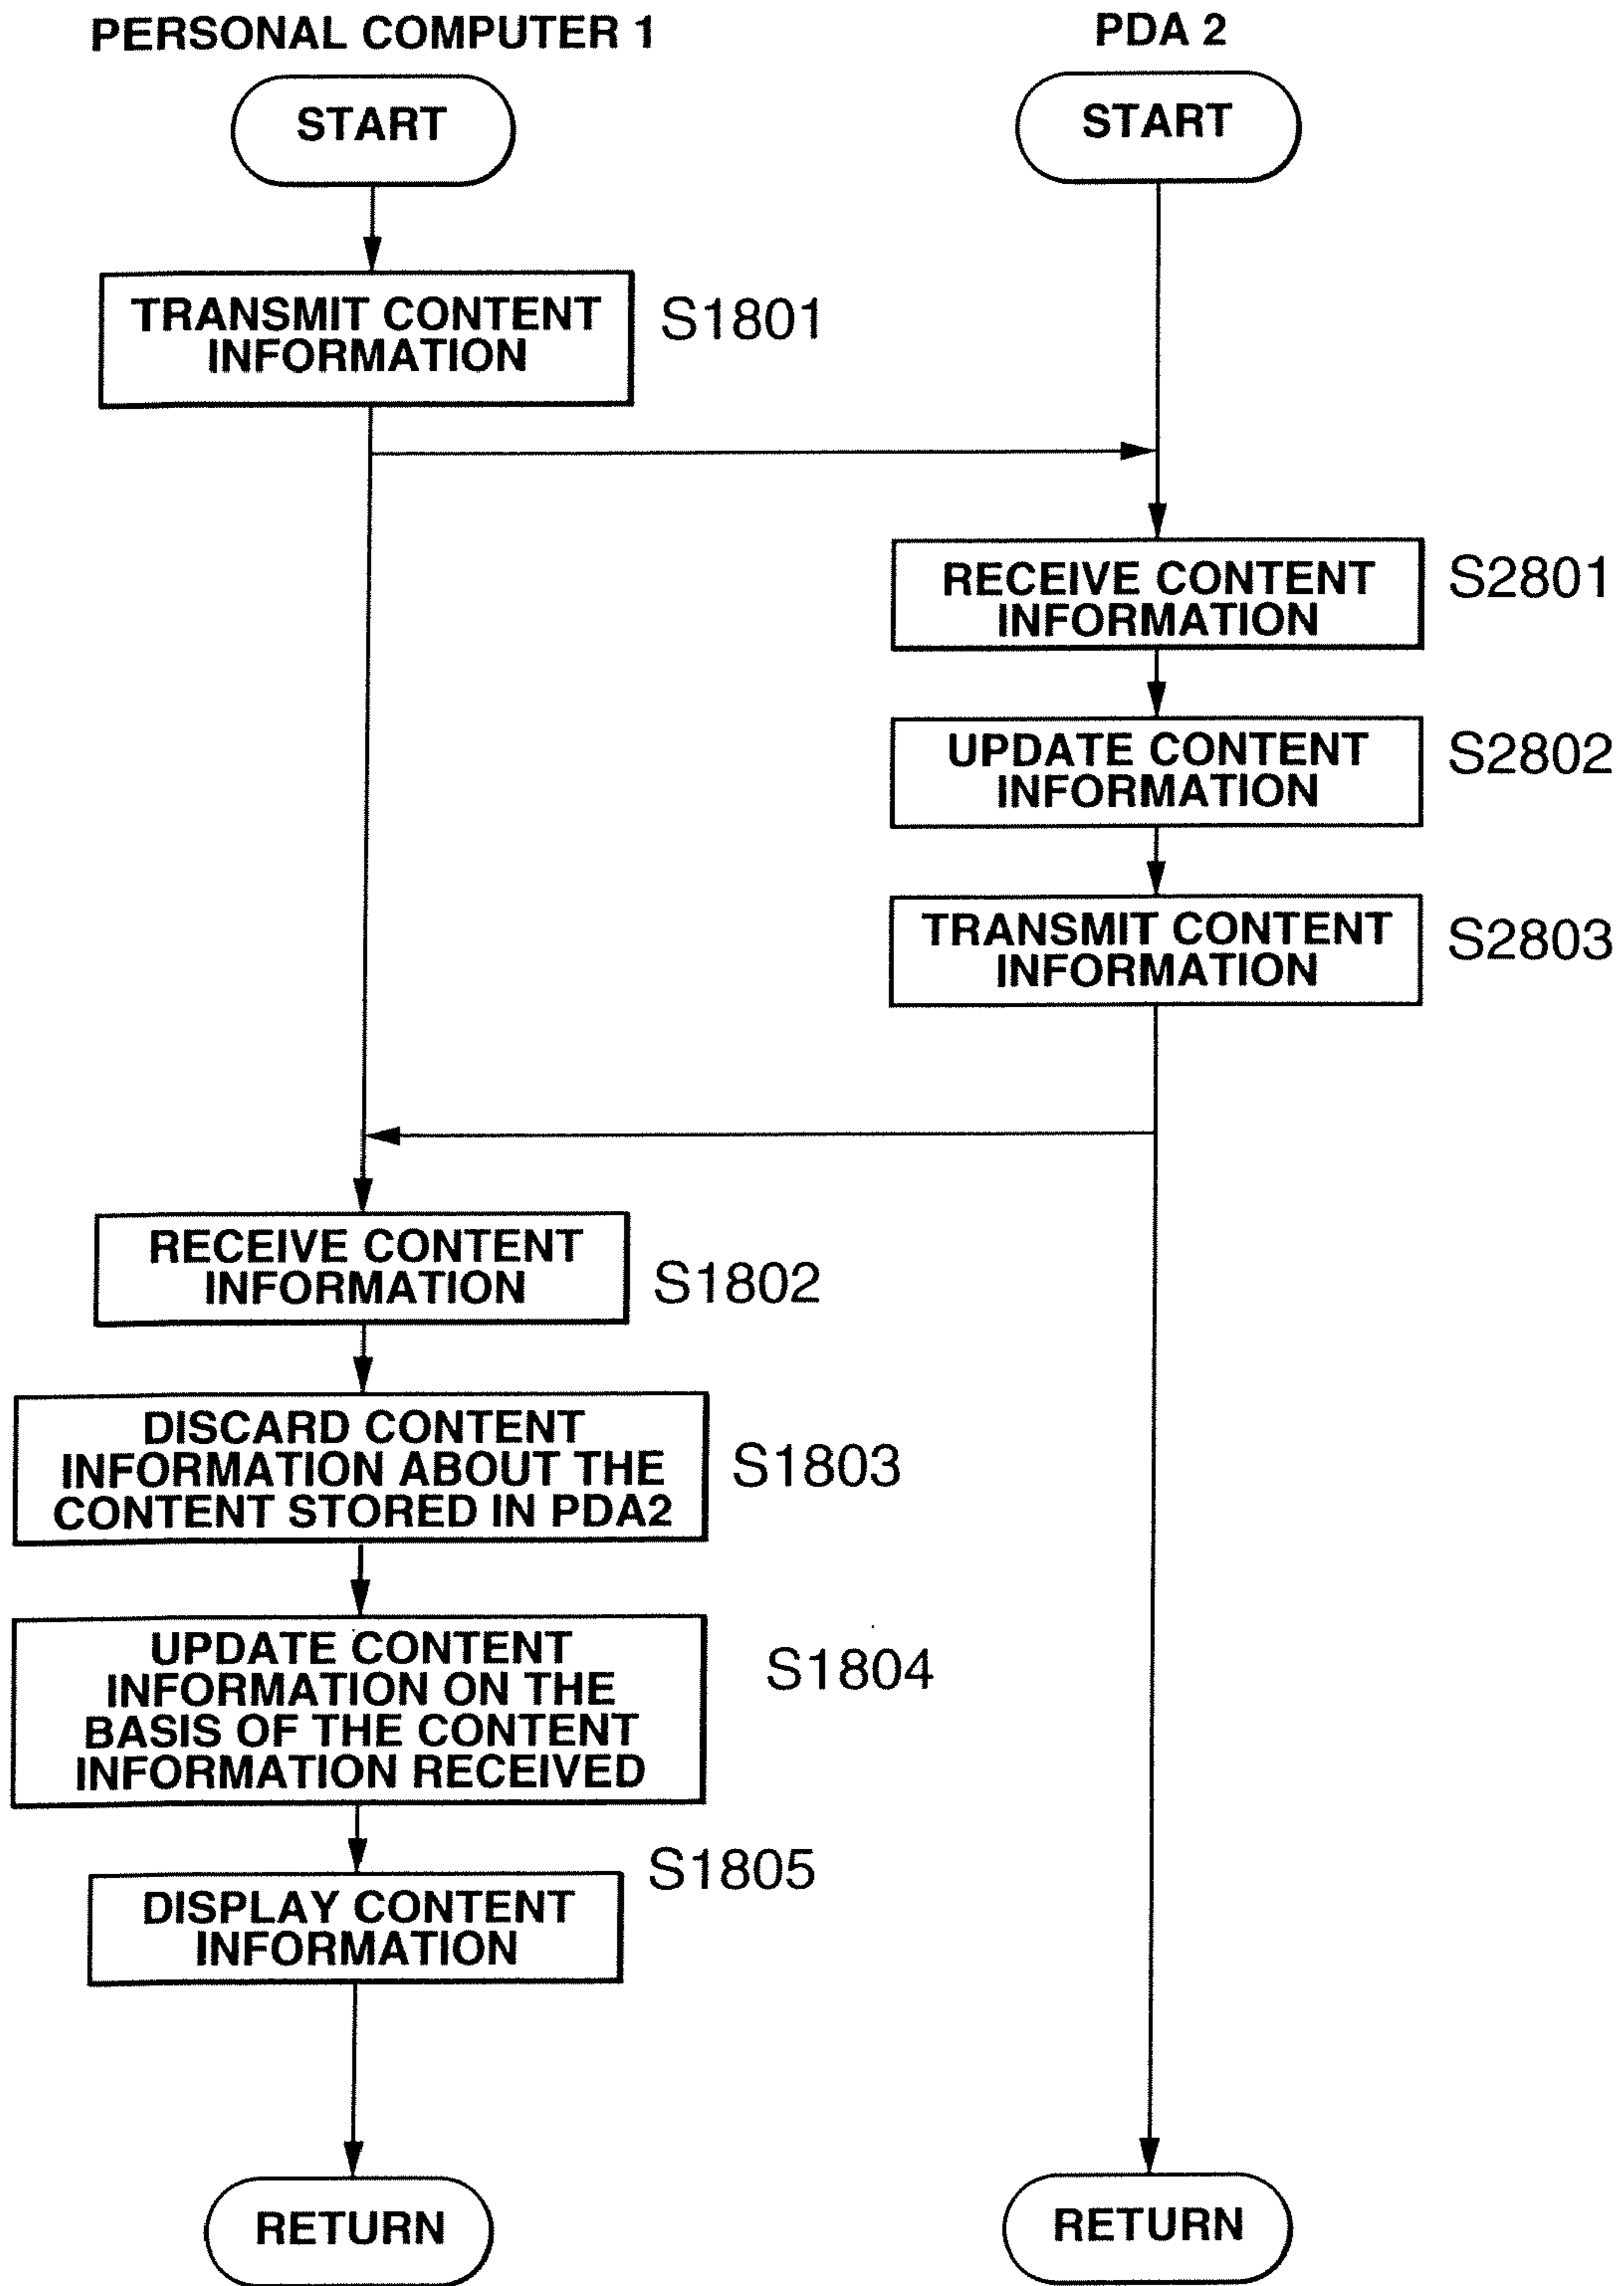 PERSONAL COMPUTER 1
PDA 2
START
START
TRANSMIT CONTENT
INFORMATION
S1801
RECEIVE CONTENT
INFORMATION
S2801
UPDATE CONTENT
INFORMATION
S2802
TRANSMIT CONTENT
INFORMATION
S2803
RECEIVE CONTENT
INFORMATION
S1802
DISCARD CONTENT
INFORMATION ABOUT THE
CONTENT STORED IN PDA2
S1803
UPDATE CONTENT
INFORMATION ON THE
BASIS OF THE CONTENT
INFORMATION RECEIVED
S1804
DISPLAY CONTENT
INFORMATION
S1805
RETURN
RETURN